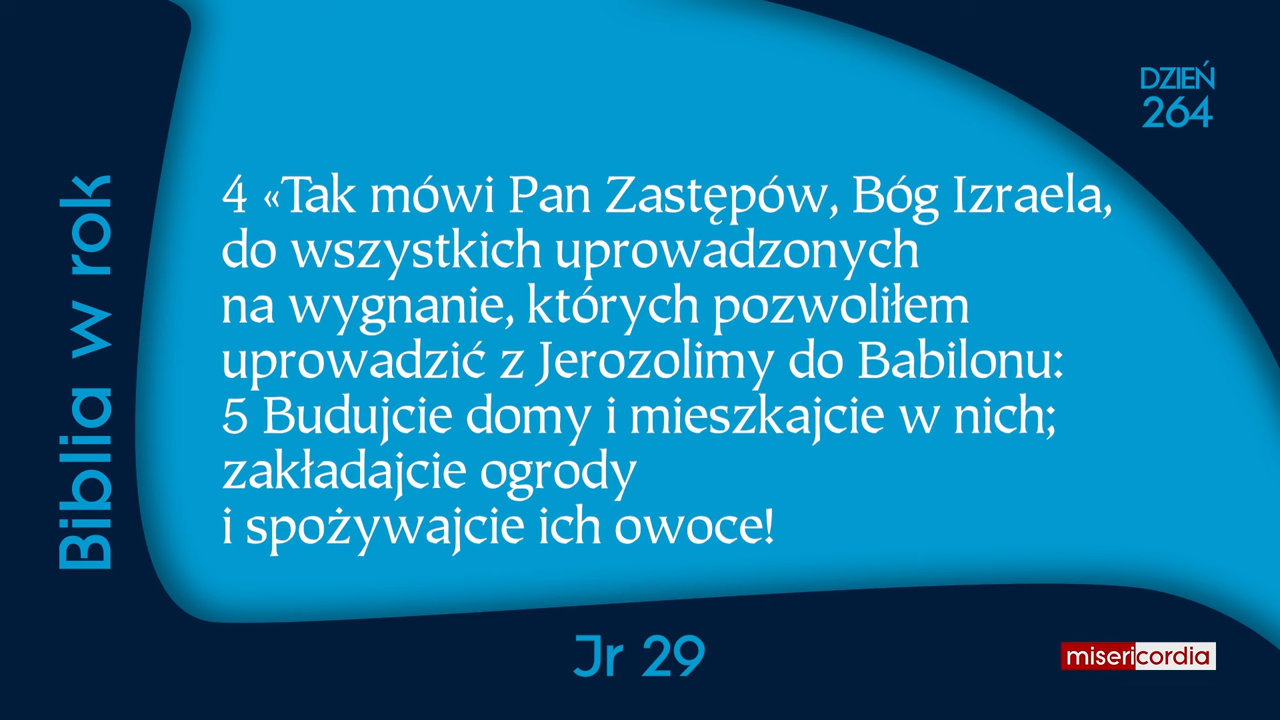 DZIEŃ
264
Biblia w rok
4 «Tak mówi Pan Zastępów, Bóg Izraela,
do wszystkich uprowadzonych
na wygnanie, których pozwoliłem
uprowadzić z Jerozolimy do Babilonu:
5 Budujcie domy i mieszkajcie w nich;
zakładajcie ogrody
i spożywajcie ich owoce!
Jr 29
misericordia